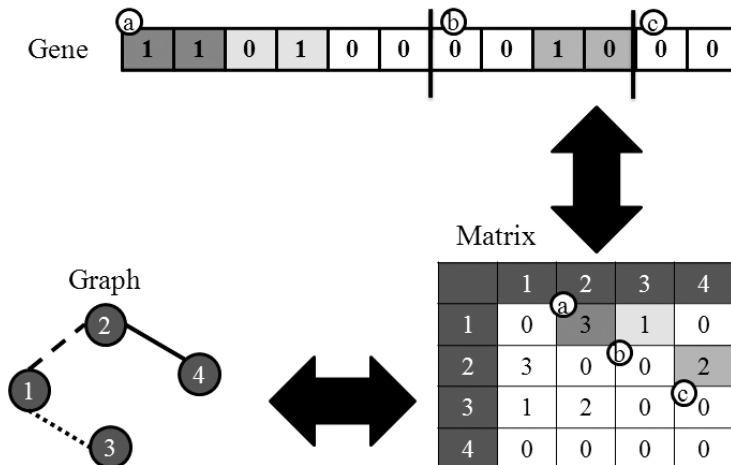 a b c
Gene 1 1 0 1 0 0 0 0 1 0 0 0
Matrix
Graph
1 2 3 4
a
1 0 3 1 0
b
2 3 0 0 2
c
3 1 2 0 0
4 0 0 0 0
2
4
1
3